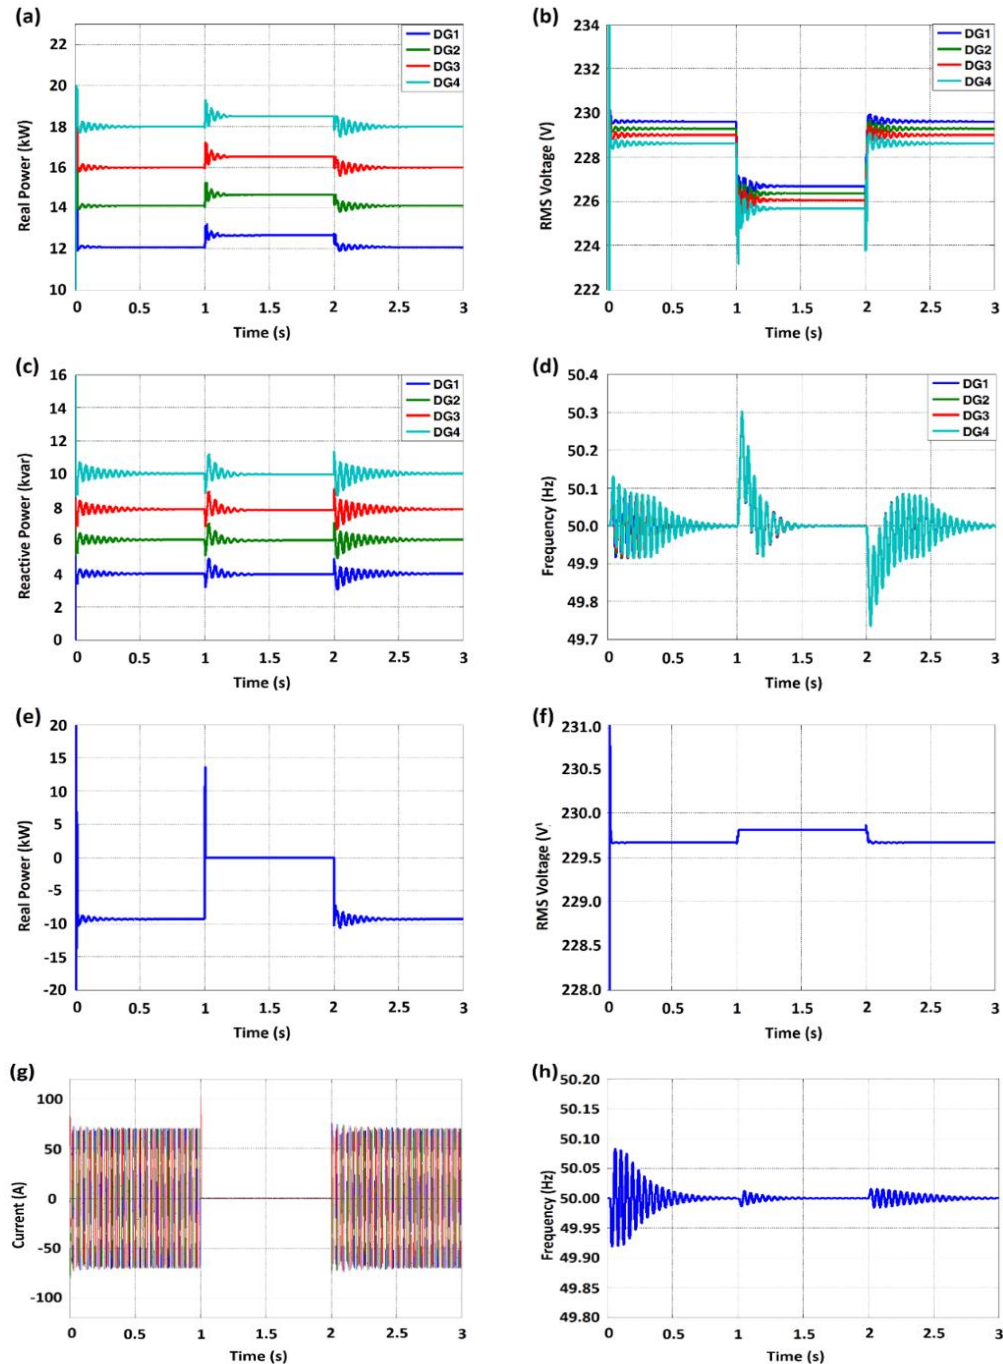 (a)
Real Power (kW)
22
20
18
16
14
12
10
DG1
DG2
DG3
DG4
0 0.5 1 1.5 2 2.5 3
Time (s)
(b)
RMS Voltage (V)
234
232
230
228
226
224
222
DG1
DG2
DG3
DG4
0 0.5 1 1.5 2 2.5 3
Time (s)
(c)
Reactive Power (kvar)
16
14
12
10
8
6
4
2
0
DG1
DG2
DG3
DG4
0 0.5 1 1.5 2 2.5 3
Time (s)
(d)
Frequency (Hz)
50.4
50.3
50.2
50.1
50.0
49.9
49.8
49.7
DG1
DG2
DG3
DG4
0 0.5 1 1.5 2 2.5 3
Time (s)
(e)
Real Power (kW)
20
15
10
5
0
-5
-10
-15
-20
0 0.5 1 1.5 2 2.5 3
Time (s)
(f)
RMS Voltage (V)
231.0
230.5
230.0
229.5
229.0
228.5
228.0
0 0.5 1 1.5 2 2.5 3
Time (s)
(g)
Current (A)
100
50
0
-50
-100
0 0.5 1 1.5 2 2.5 3
Time (s)
(h)
Frequency (Hz)
50.20
50.15
50.10
50.05
50.00
49.95
49.90
49.85
49.80
0 0.5 1 1.5 2 2.5 3
Time (s)